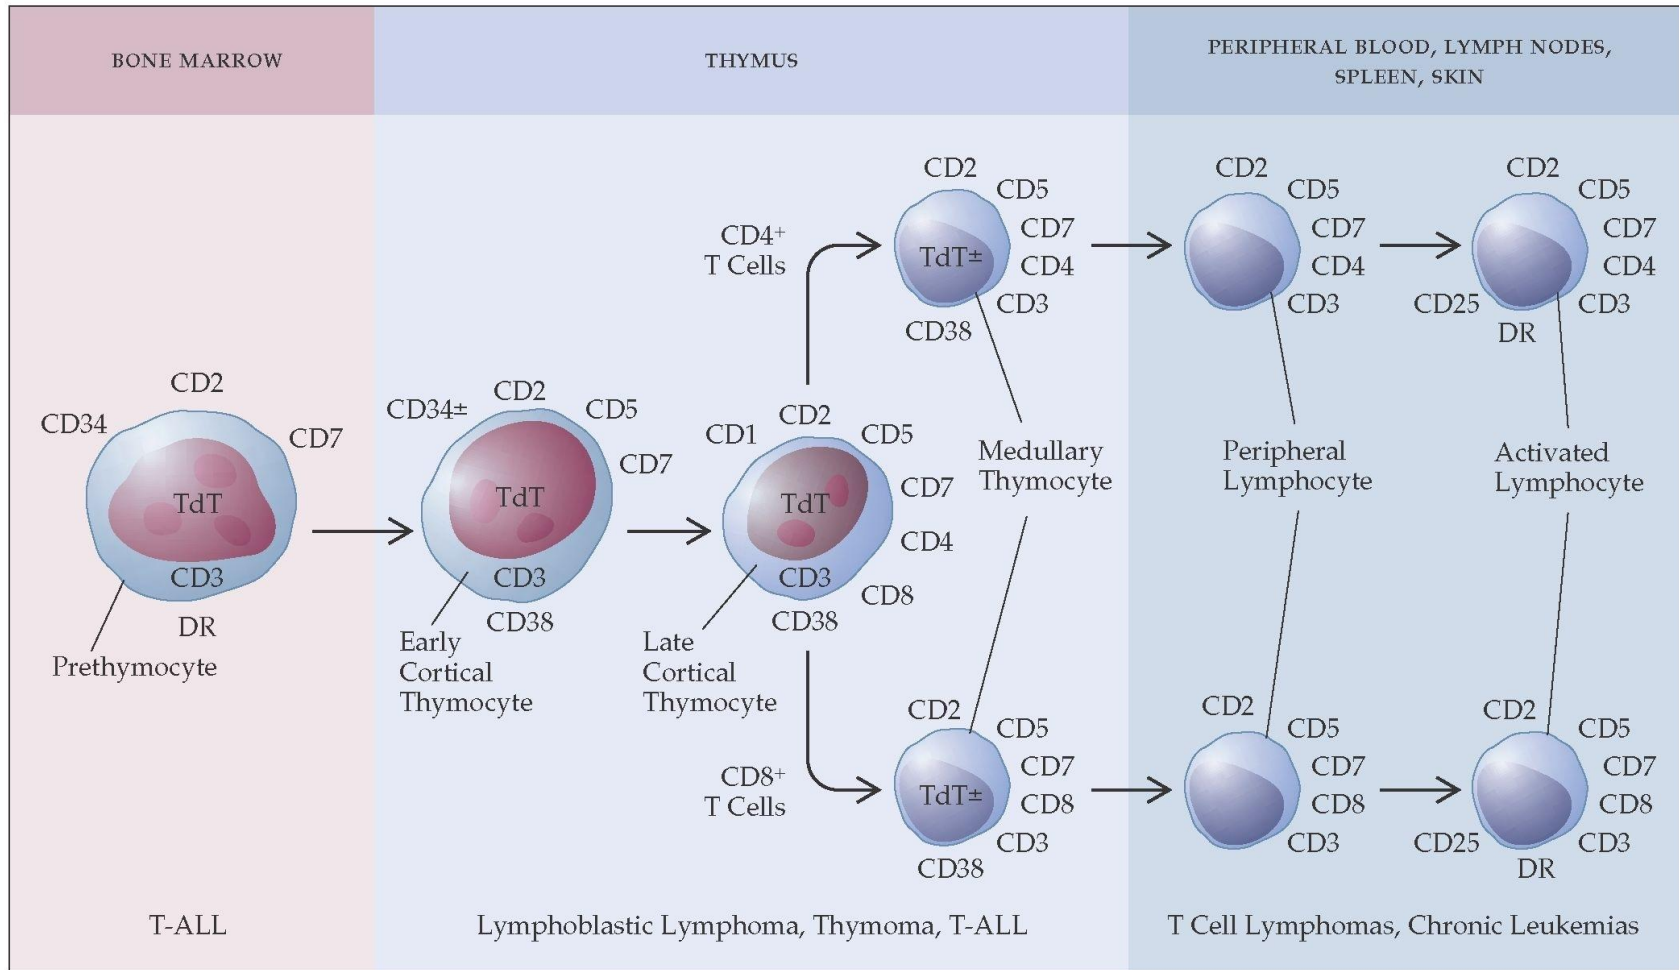 BONE MARROW
THYMUS
PERIPHERAL BLOOD, LYMPH NODES,
SPLEEN, SKIN
CD2
CD34
CD7
TdT
CD3
DR
Prethymocyte
T-ALL
CD34±
CD2
CD5
CD7
TdT
CD3
CD38
Early
Cortical
Thymocyte
CD1
CD2
CD5
CD7
TdT
CD4
CD3
CD8
CD38
Late
Cortical
Thymocyte
CD4⁺
T Cells
CD2
CD5
CD7
TdT±
CD4
CD3
CD38
Medullary
Thymocyte
CD8⁺
T Cells
CD2
CD5
CD7
TdT±
CD8
CD3
CD38
Lymphoblastic Lymphoma, Thymoma, T-ALL
CD2
CD5
CD7
CD4
CD3
Peripheral
Lymphocyte
CD2
CD5
CD7
CD8
CD3
CD2
CD5
CD7
CD4
CD25
CD3
DR
Activated
Lymphocyte
CD2
CD5
CD7
CD8
CD25
CD3
DR
T Cell Lymphomas, Chronic Leukemias